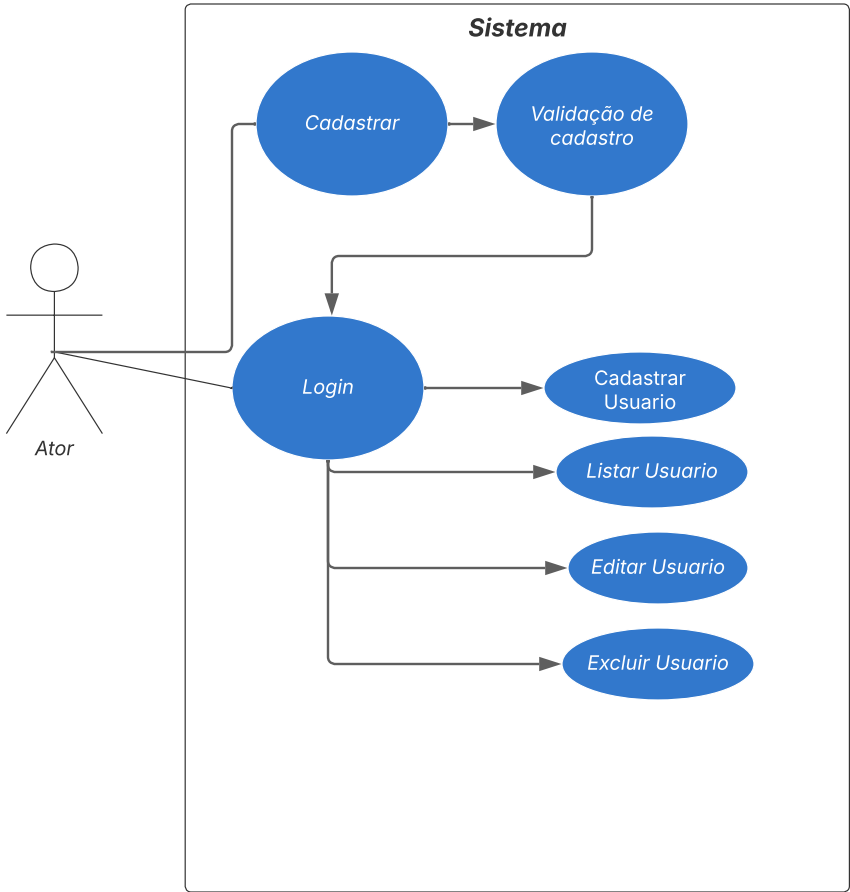 Sistema
Cadastrar
Validação de
cadastro
Ator
Login
Cadastrar
Usuario
Listar Usuario
Editar Usuario
Excluir Usuario